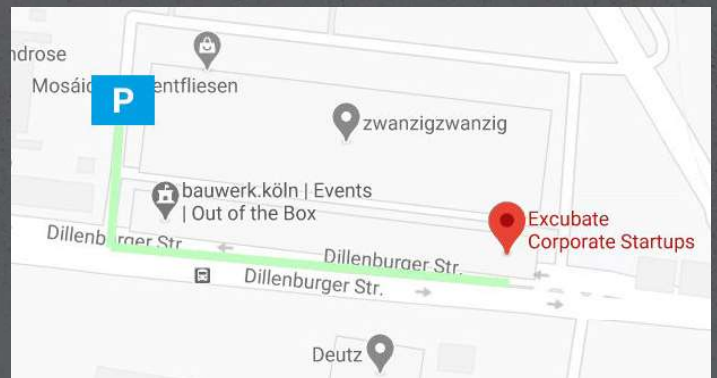 ndrose
Mosáic
entfliesen
P
zwanzigzwanzig
bauwerk.köln | Events
| Out of the Box
Excubate
Corporate Startups
Dillenburger Str.
Dillenburger Str.
Dillenburger Str.
Deutz